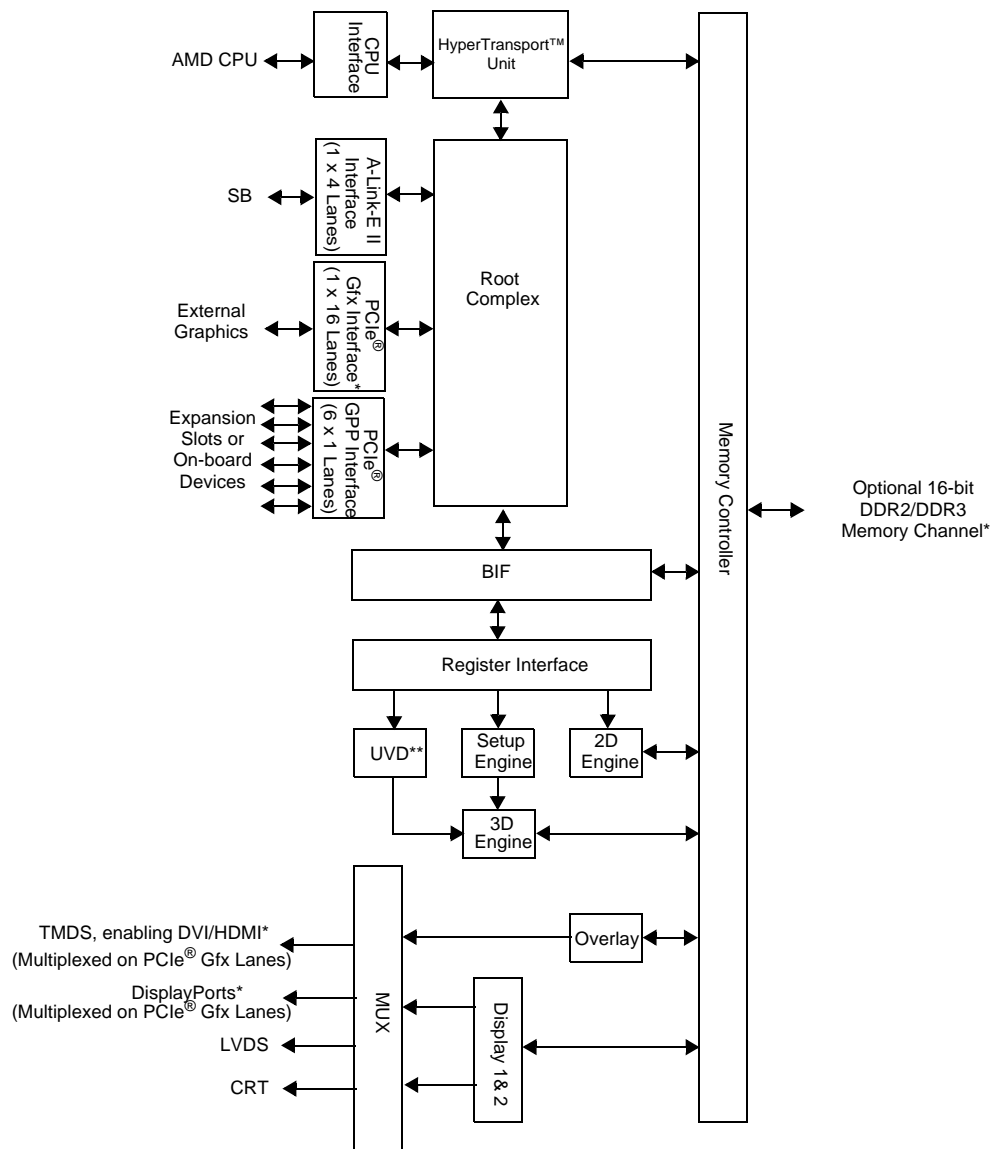 AMD CPU
CPU
Interface
HyperTransport™
Unit
SB
A-Link-E II
Interface
(1 x 4 Lanes)
Root
Complex
External
Graphics
PCIe®
Gfx Interface*
(1 x 16 Lanes)
Expansion
Slots or
On-board
Devices
PCIe®
GPP Interface
(6 x 1 Lanes)
Memory Controller
Optional 16-bit
DDR2/DDR3
Memory Channel*
BIF
Register Interface
UVD**
Setup
Engine
2D
Engine
3D
Engine
TMDS, enabling DVI/HDMI*
(Multiplexed on PCIe® Gfx Lanes)
DisplayPorts*
(Multiplexed on PCIe® Gfx Lanes)
LVDS
CRT
MUX
Overlay
Display 1& 2